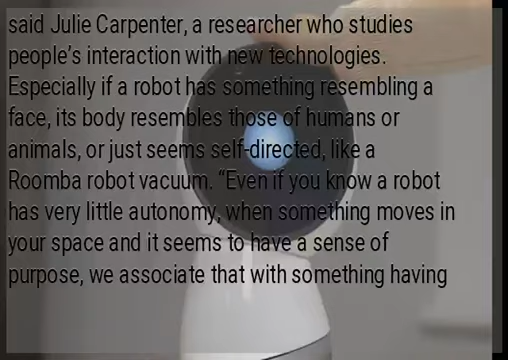 said Julie Carpenter, a researcher who studies
people’s interaction with new technologies.
Especially if a robot has something resembling a
face, its body resembles those of humans or
animals, or just seems self-directed, like a
Roomba robot vacuum. “Even if you know a robot
has very little autonomy, when something moves in
your space and it seems to have a sense of
purpose, we associate that with something having